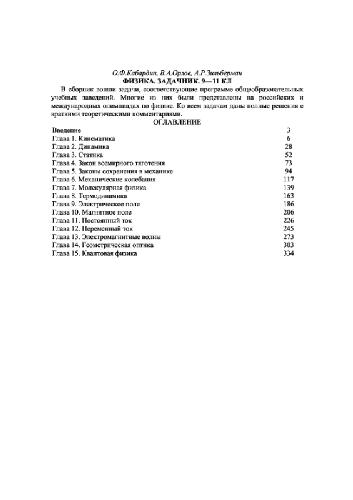 О.Ф.Кабардин, В.А.Орлов, А.Р.Зильберман
ФИЗИКА. ЗАДАЧНИК. 9—11 КЛ
В сборник вошли задачи, соответствующие программе общеобразовательных
учебных заведений. Многие из них были представлены на российских и
международных олимпиадах по физике. Ко всем задачам даны полные решения с
краткими теоретическими комментариями.
ОГЛАВЛЕНИЕ
Введение 3
Глава 1. Кинематика 6
Глава 2. Динамика 28
Глава 3. Статика 52
Глава 4. Закон всемирного тяготения 73
Глава 5. Законы сохранения в механике 94
Глава 6. Механические колебания 117
Глава 7. Молекулярная физика 139
Глава 8. Термодинамика 163
Глава 9. Электрическое поле 186
Глава 10. Магнитное поле 206
Глава 11. Постоянный ток 226
Глава 12. Переменный ток 245
Глава 13. Электромагнитные волны 273
Глава 14. Геометрическая оптика 303
Глава 15. Квантовая физика 334